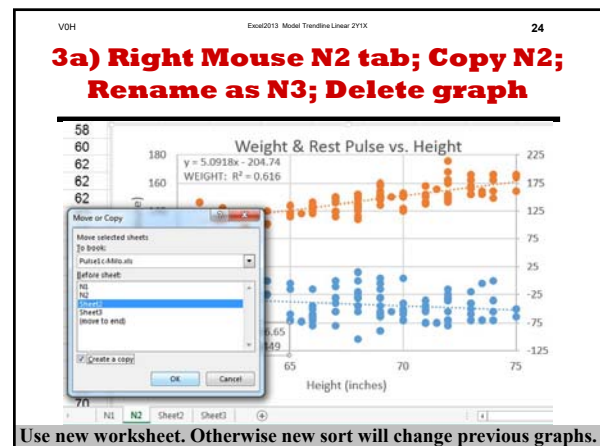 V0H
Excel2013 Model Trendline Linear 2Y1X
24
3a) Right Mouse N2 tab; Copy N2;
Rename as N3; Delete graph
58
60
62
62
62
70
Weight & Rest Pulse vs. Height
y = 5.0918x - 204.74
WEIGHT: R² = 0.616
180
160
225
175
125
75
25
-25
-75
-125
65
70
75
Height (inches)
Move or Copy
Move selected sheets
To book:
Pulse1c-Milo.xls
Before sheet:
N1
N2
Sheet2
Sheet3
(move to end)
Create a copy
OK
Cancel
N1 N2 Sheet2 Sheet3
Use new worksheet. Otherwise new sort will change previous graphs.